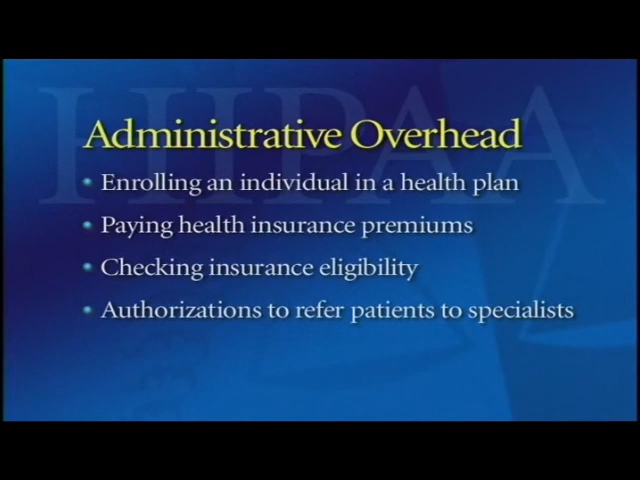 HIPAA
Administrative Overhead
• Enrolling an individual in a health plan
• Paying health insurance premiums
• Checking insurance eligibility
• Authorizations to refer patients to specialists